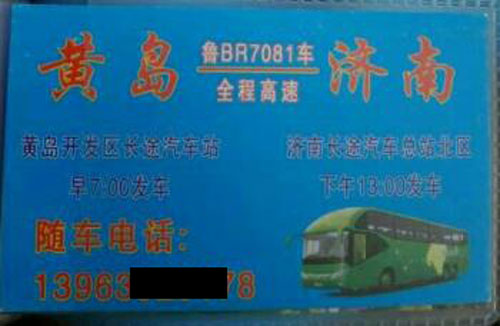 黄岛 鲁BR7081车 济南
全程高速
黄岛开发区长途汽车站 济南长途汽车总站北区
早7:00发车 下午13:00发车
随车电话:
13963 78